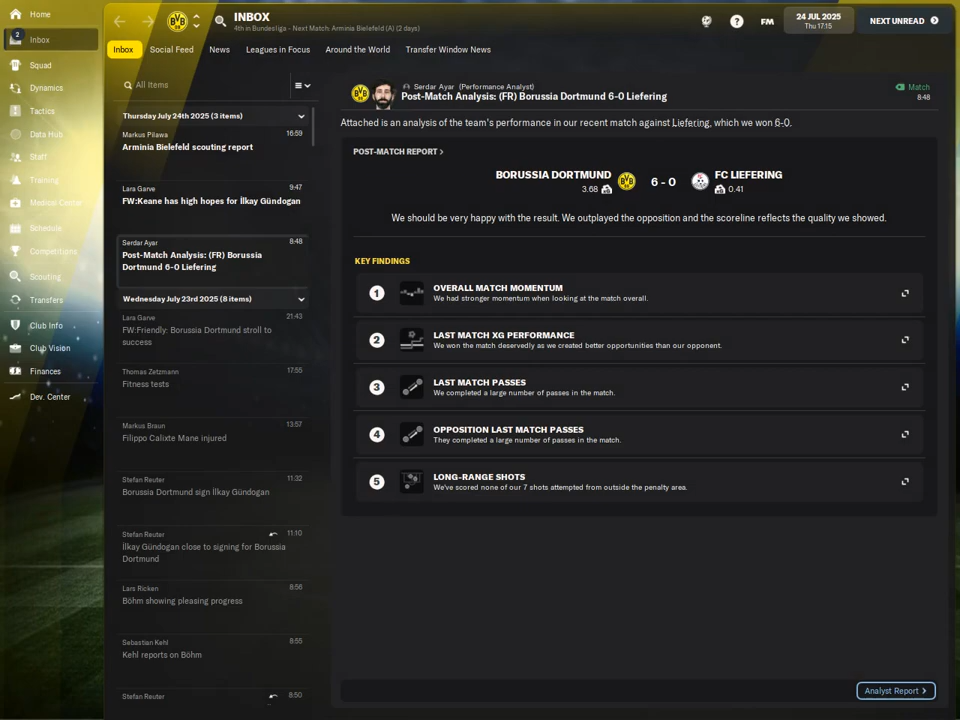 Home
2
Inbox
Squad
Dynamics
Tactics
Data Hub
Staff
Training
Medical Center
Schedule
Competitions
Scouting
Transfers
Club Info
Club Vision
Finances
Dev. Center
INBOX
4th in Bundesliga - Next Match: Arminia Bielefeld (A) (2 days)
?
FM
24 JUL 2025
Thu 17:15
NEXT UNREAD
Inbox
Social Feed
News
Leagues in Focus
Around the World
Transfer Window News
All Items
Thursday July 24th 2025 (3 items)
Markus Pilawa 16:59
Arminia Bielefeld scouting report
Lara Garve 9:47
FW:Keane has high hopes for İlkay Gündogan
Serdar Ayar 8:48
Post-Match Analysis: (FR) Borussia
Dortmund 6-0 Liefering
Wednesday July 23rd 2025 (8 items)
Lara Garve 21:43
FW:Friendly: Borussia Dortmund stroll to
success
Thomas Zetzmann 17:55
Fitness tests
Markus Braun 13:57
Filippo Calixte Mane injured
Stefan Reuter 11:32
Borussia Dortmund sign İlkay Gündogan
Stefan Reuter 11:10
İlkay Gündogan close to signing for Borussia
Dortmund
Lars Ricken 8:56
Böhm showing pleasing progress
Sebastian Kehl 8:55
Kehl reports on Böhm
Stefan Reuter 8:50
BVB 09
Serdar Ayar (Performance Analyst)
Post-Match Analysis: (FR) Borussia Dortmund 6-0 Liefering
Match
8:48
Attached is an analysis of the team's performance in our recent match against Liefering, which we won 6-0.
POST-MATCH REPORT
BORUSSIA DORTMUND
3.68
6 - 0
FC LIEFERING
0.41
We should be very happy with the result. We outplayed the opposition and the scoreline reflects the quality we showed.
KEY FINDINGS
1
OVERALL MATCH MOMENTUM
We had stronger momentum when looking at the match overall.
2
LAST MATCH XG PERFORMANCE
We won the match deservedly as we created better opportunities than our opponent.
3
LAST MATCH PASSES
We completed a large number of passes in the match.
4
OPPOSITION LAST MATCH PASSES
They completed a large number of passes in the match.
5
LONG-RANGE SHOTS
We've scored none of our 7 shots attempted from outside the penalty area.
Analyst Report